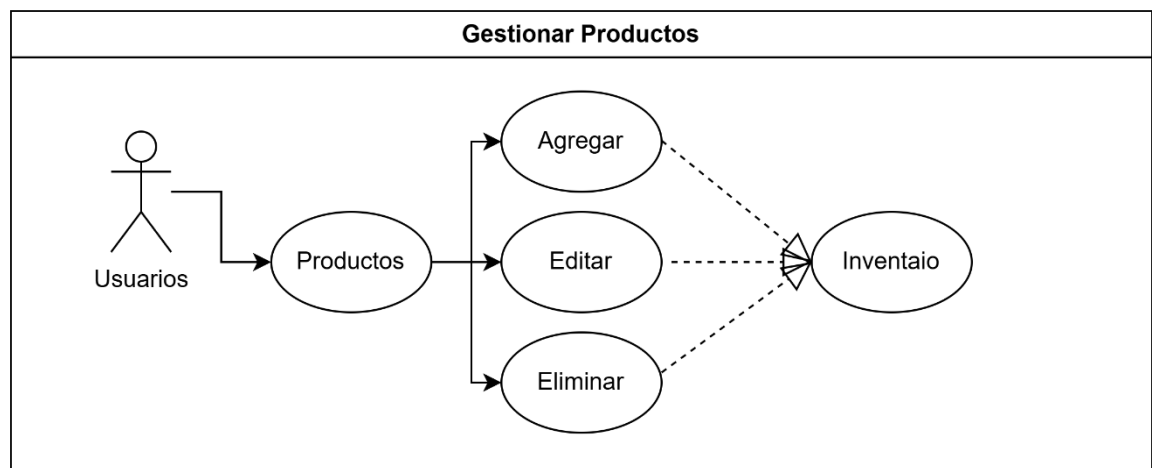 Gestionar Productos
Agregar
Usuarios
Productos
Editar
Inventaio
Eliminar